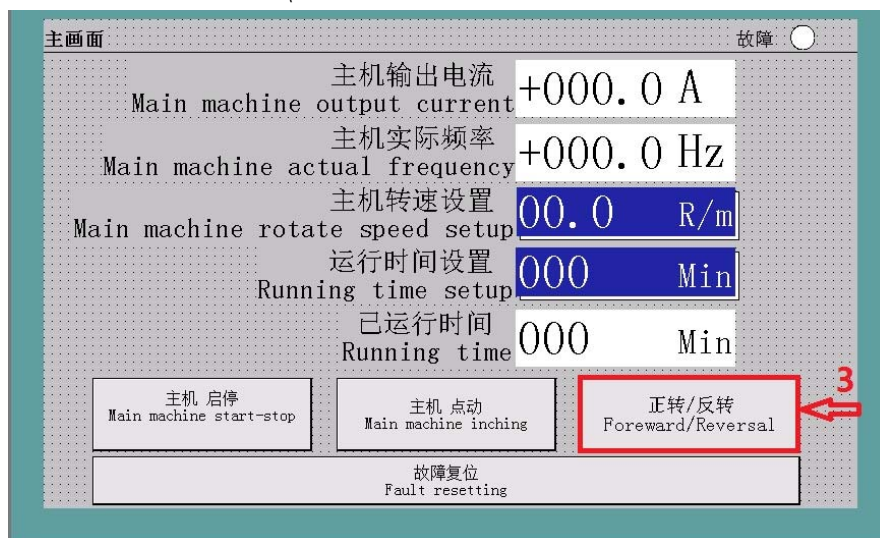 主画面
故障
主机输出电流
Main machine output current
+000.0 A
主机实际频率
Main machine actual frequency
+000.0 Hz
主机转速设置
Main machine rotate speed setup
00.0 R/m
运行时间设置
Running time setup
000 Min
已运行时间
Running time
000 Min
主机 启停
Main machine start-stop
主机 点动
Main machine inching
正转/反转
Foreward/Reversal
3
故障复位
Fault resetting